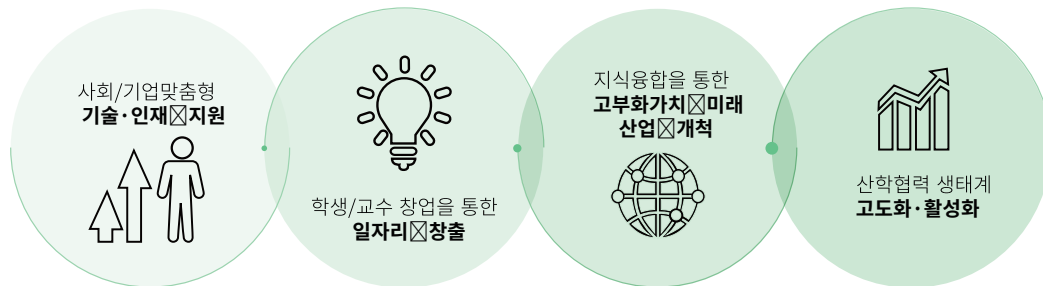 사회/기업맞춤형
기술·인재 지원
학생/교수 창업을 통한
일자리 창출
지식융합을 통한
고부화가치 미래
산업 개척
산학협력 생태계
고도화·활성화